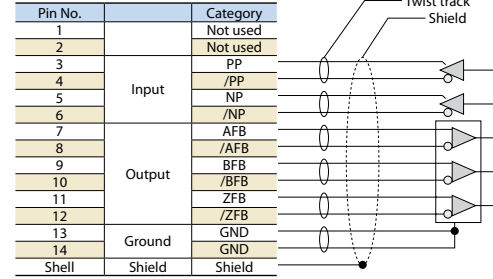 Twist track
Shield
Pin No. Category
1 Not used
2 Not used
3 Input PP
4 /PP
5 NP
6 /NP
7 Output AFB
8 /AFB
9 BFB
10 /BFB
11 ZFB
12 /ZFB
13 Ground GND
14 GND
Shell Shield Shield